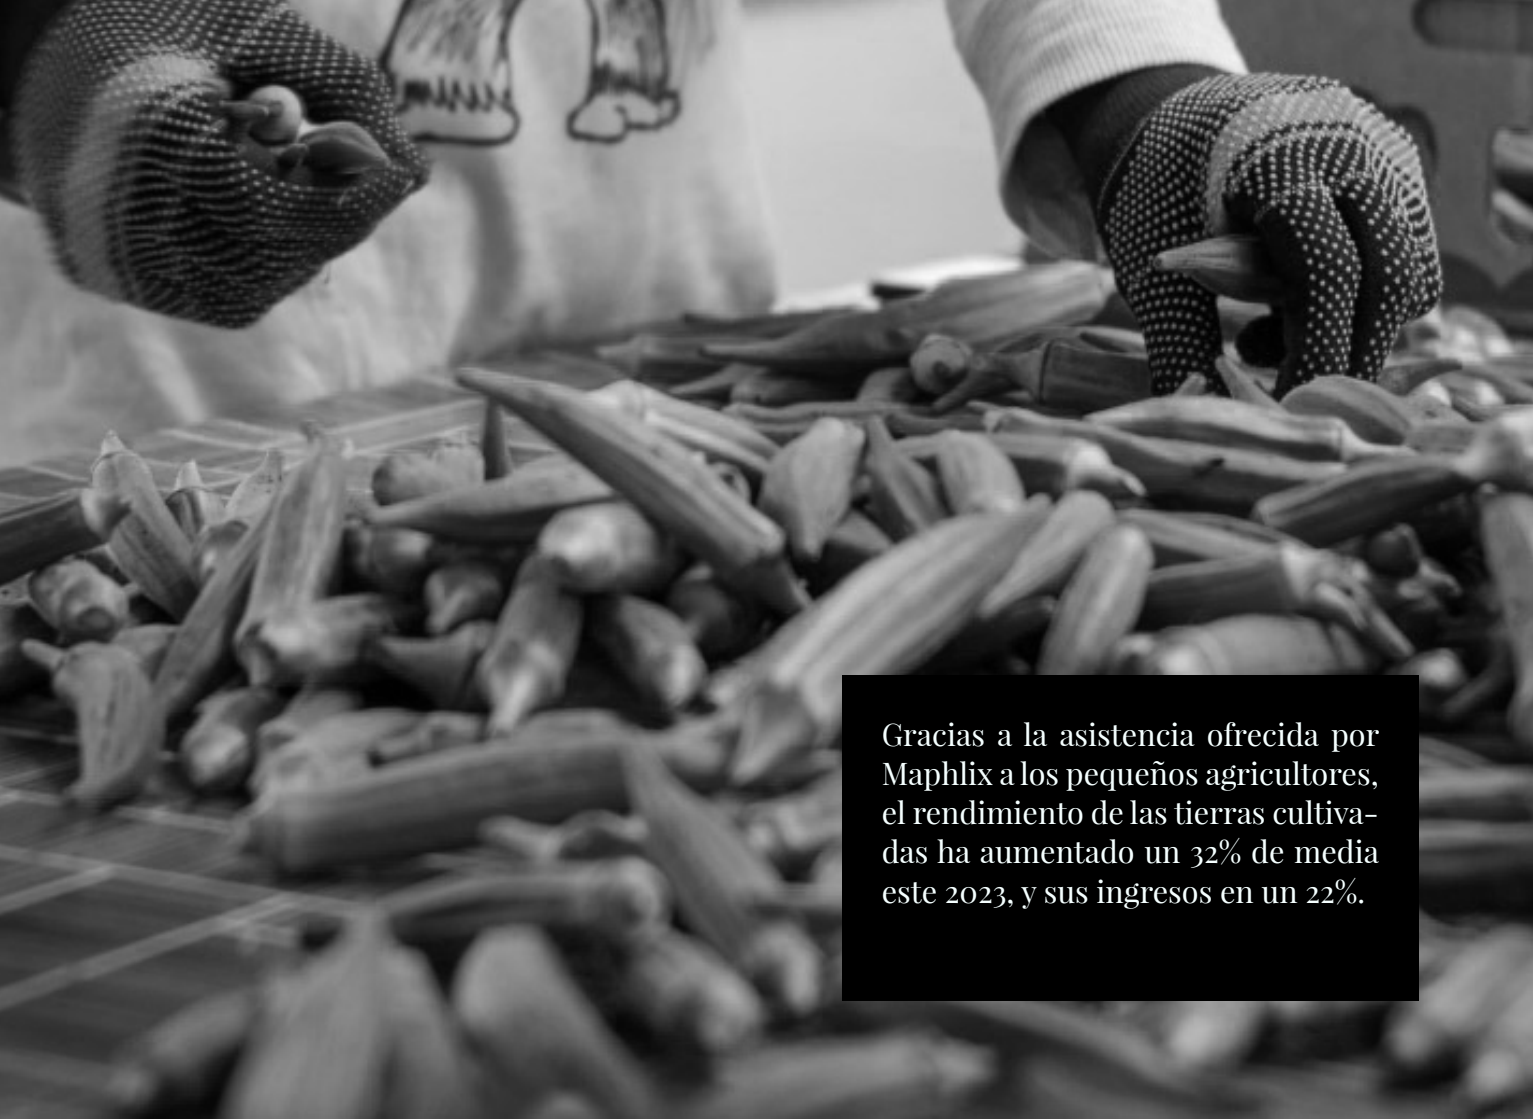 Gracias a la asistencia ofrecida por
Maphlix a los pequeños agricultores,
el rendimiento de las tierras cultiva-
das ha aumentado un 32% de media
este 2023, y sus ingresos en un 22%.